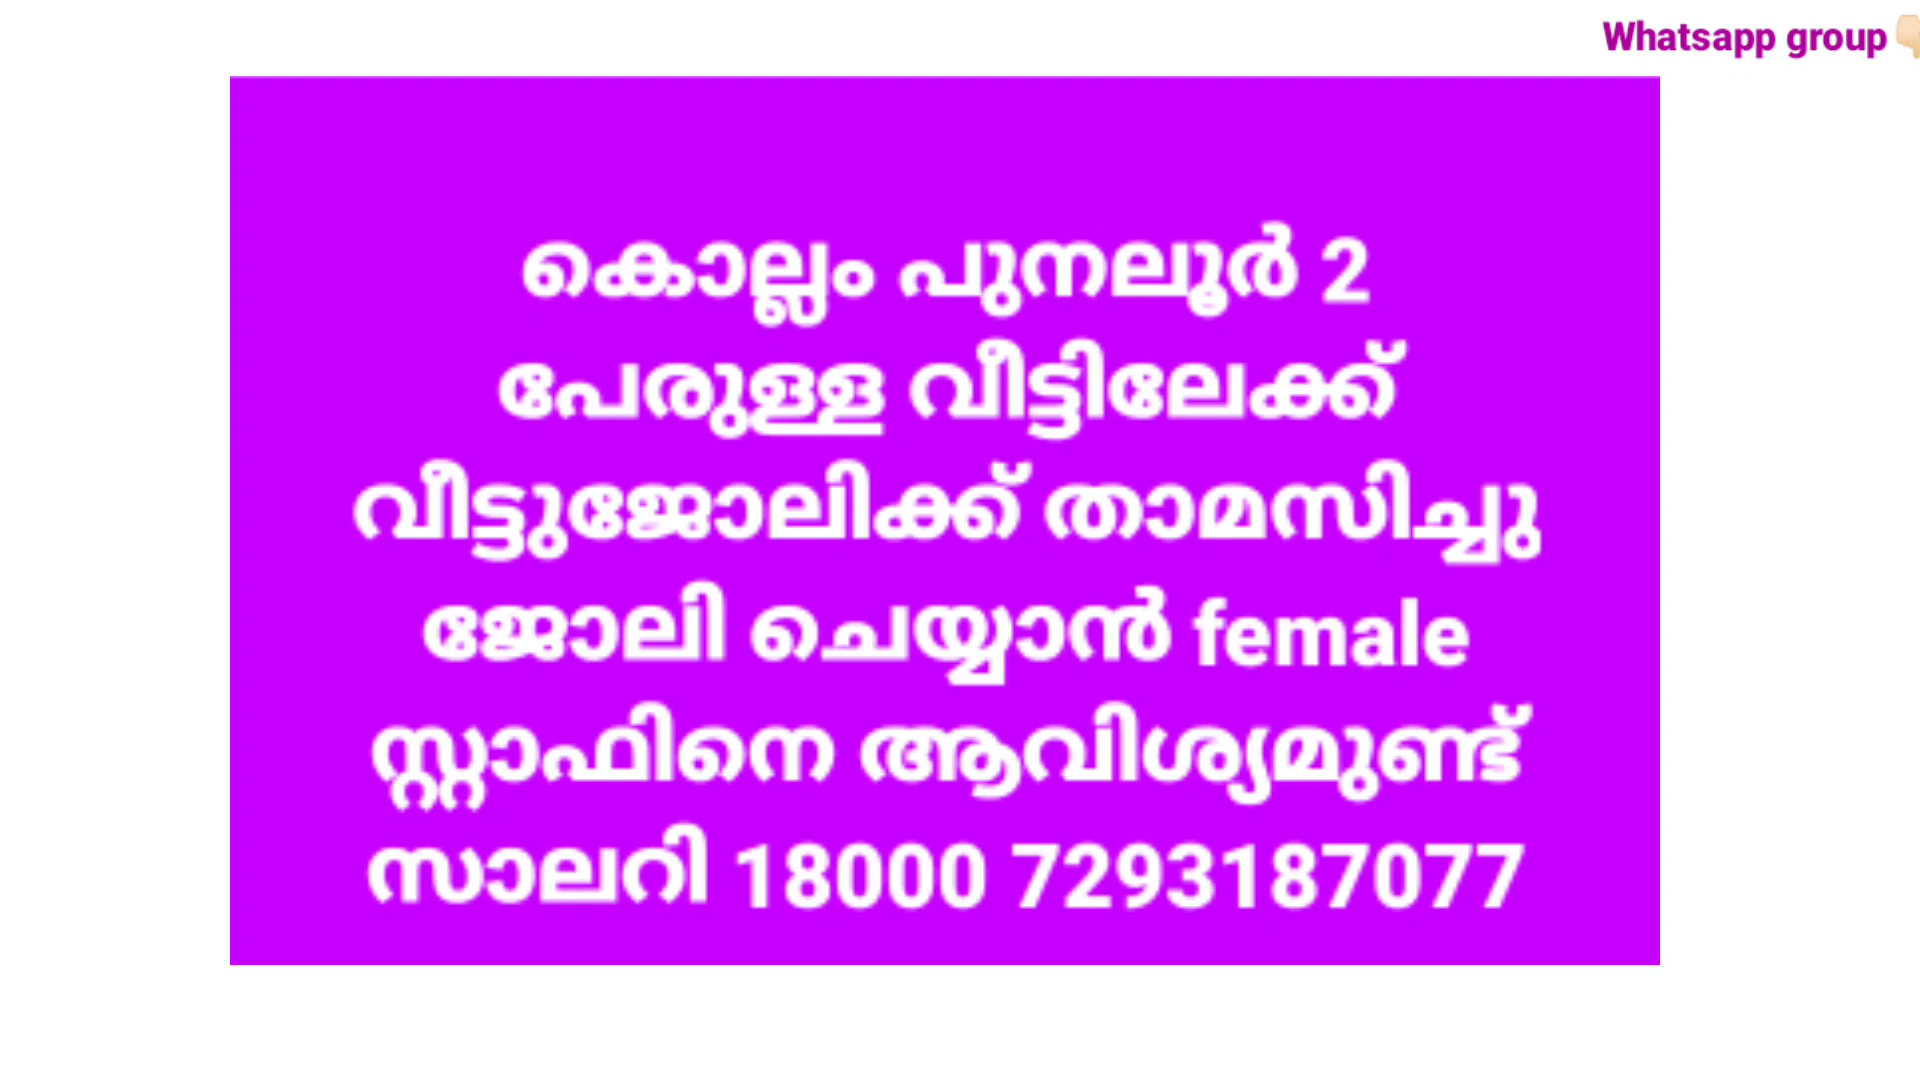 Whatsapp group👇🏻
കൊല്ലം പുനലൂർ 2
പേരുള്ള വീട്ടിലേക്ക്
വീട്ടുജോലിക്ക് താമസിച്ചു
ജോലി ചെയ്യാൻ female
സ്റ്റാഫിനെ ആവിശ്യമുണ്ട്
സാലറി 18000 7293187077